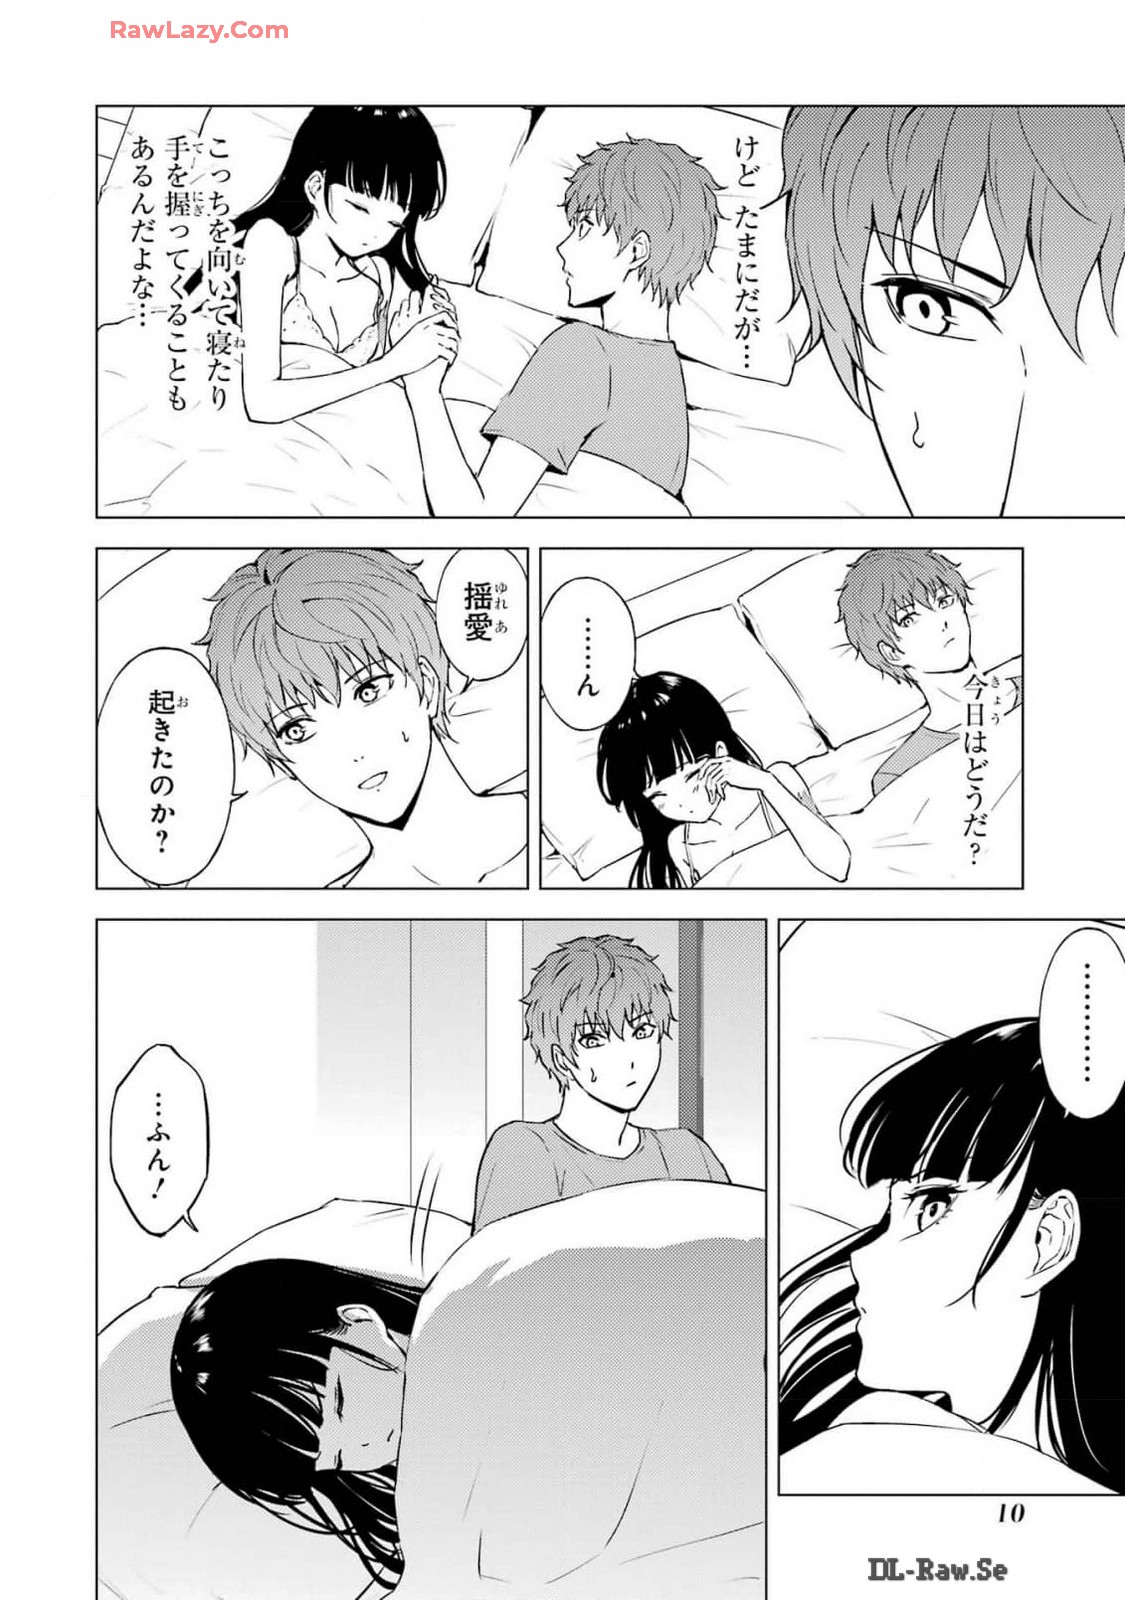 RawLazy.Com
けど たまにだが…
こっちを向いて寝たり
手を握ってくることも
あるんだよな…
今日はどうだ？
………ん
揺愛
起きたのか？
…………
…ふん！
10
DL-Raw.Se